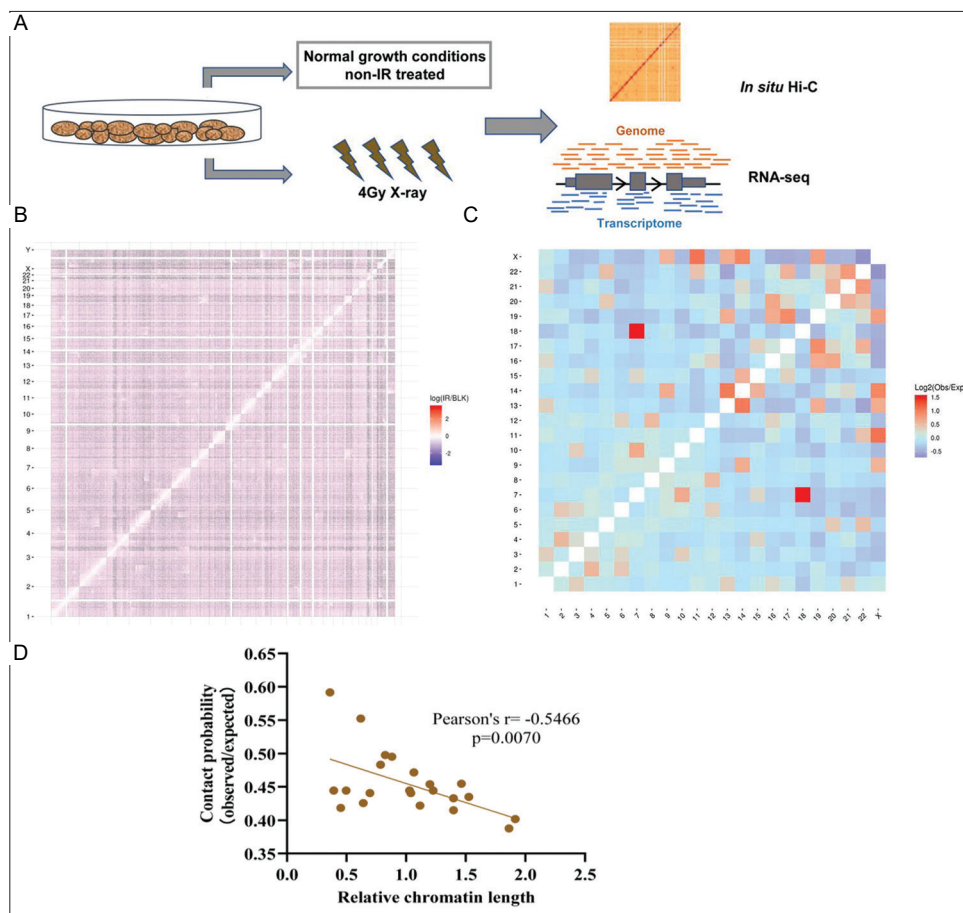 A
Normal growth conditions
non-IR treated
4Gy X-ray
In situ Hi-C
Genome
RNA-seq
Transcriptome
B
Y
X
22
21
20
19
18
17
16
15
14
13
12
11
10
9
8
7
6
5
4
3
2
1
log(IR/BLK)
2
0
-2
C
X
22
21
20
19
18
17
16
15
14
13
12
11
10
9
8
7
6
5
4
3
2
1
1 2 3 4 5 6 7 8 9 10 11 12 13 14 15 16 17 18 19 20 21 22 X
Log2(Obs/Exp
1.5
1.0
0.5
0.0
-0.5
D
Contact probability
(observed/expected)
0.65
0.60
0.55
0.50
0.45
0.40
0.35
Pearson's r= -0.5466
p=0.0070
0.0 0.5 1.0 1.5 2.0 2.5
Relative chromatin length